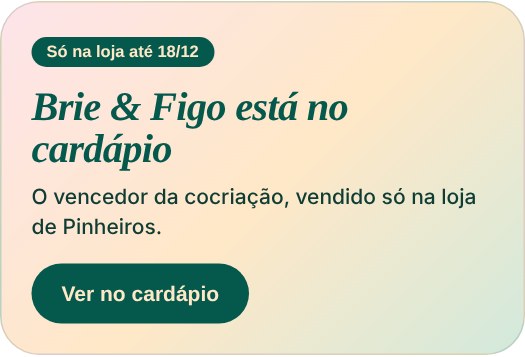 Só na loja até 18/12
Brie & Figo está no
cardápio
O vencedor da cocriação, vendido só na loja
de Pinheiros.
Ver no cardápio